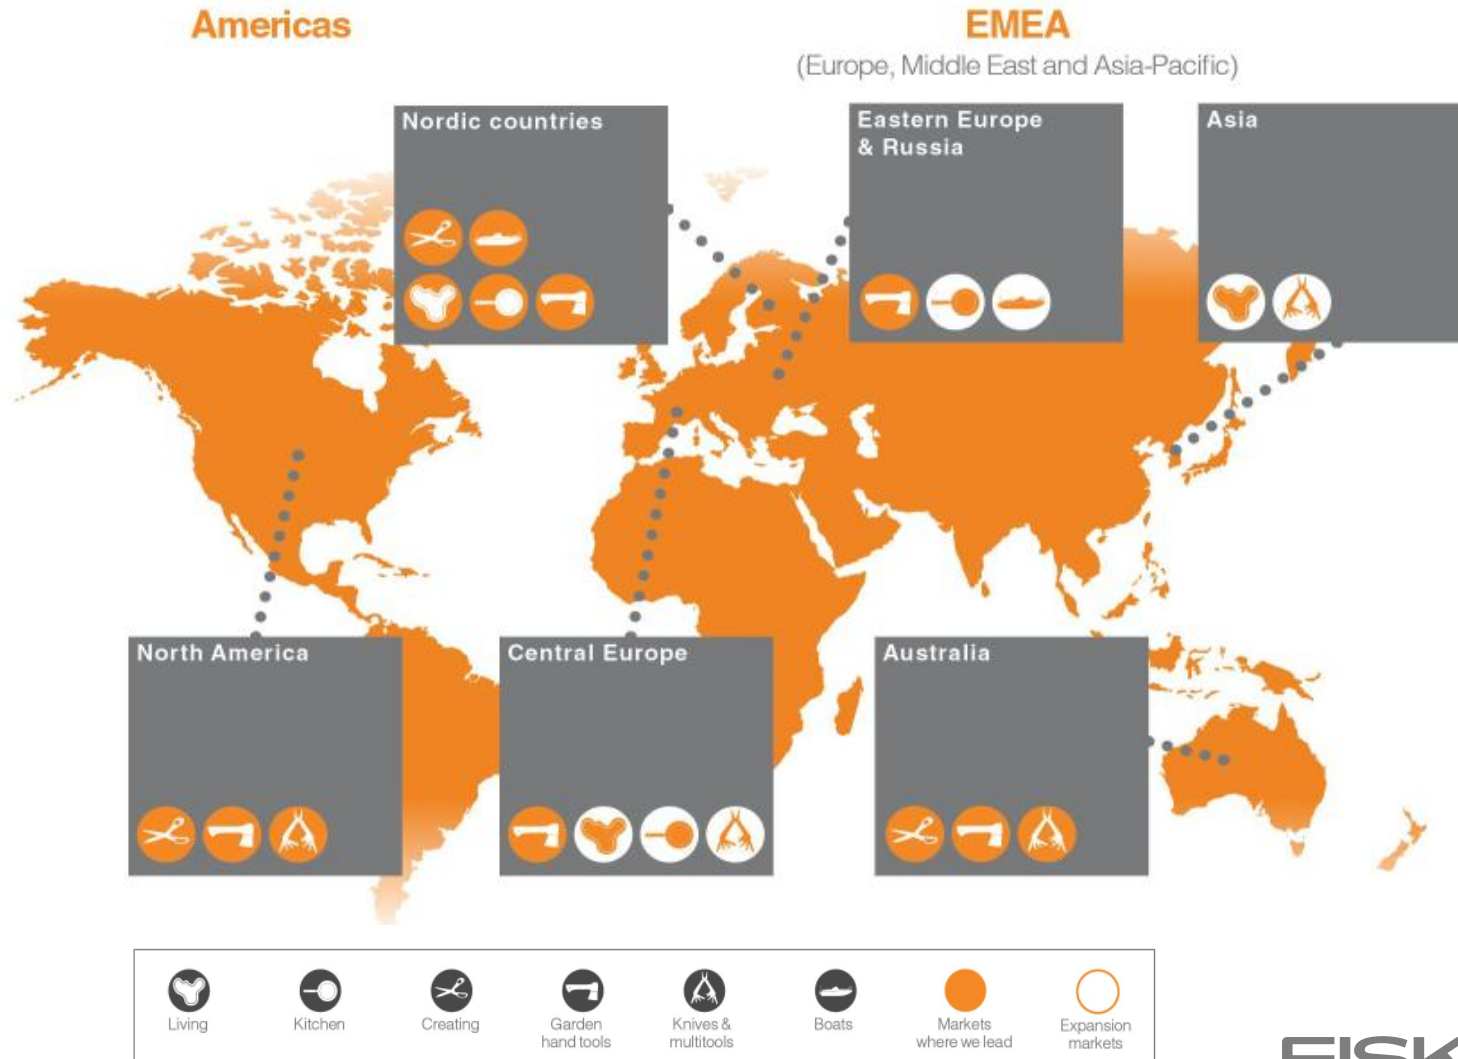 Americas
EMEA
(Europe, Middle East and Asia-Pacific)
Nordic countries
Eastern Europe
& Russia
Asia
North America
Central Europe
Australia
Living
Kitchen
Creating
Garden
hand tools
Knives &
multitools
Boats
Markets
where we lead
Expansion
markets